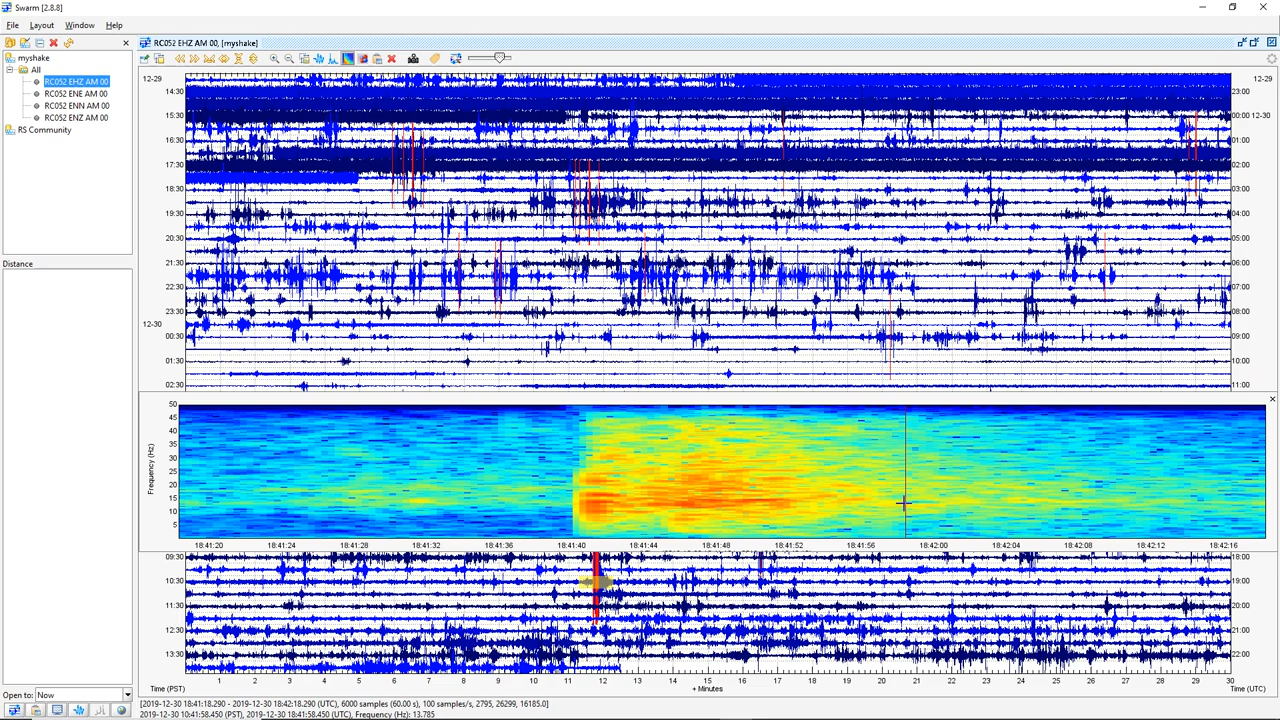 Swarm [2.8.8]
File Layout Window Help
RC052 EHZ AM 00, [myshake]
myshake
All
RC052 EHZ AM 00
RC052 ENE AM 00
RC052 ENN AM 00
RC052 ENZ AM 00
RS Community
Distance
Open to: Now
12-29 12-29
14:30 23:00
15:30 00:00 12-30
16:30
17:30 02:00
18:30 03:00
19:30 04:00
20:30 05:00
21:30 06:00
22:30 07:00
23:30 08:00
12-30
00:30 09:00
01:30 10:00
02:30 11:00
Frequency (Hz)
50
45
40
35
30
25
20
15
10
5
18:41:20 18:41:24 18:41:28 18:41:32 18:41:36 18:41:40 18:41:44 18:41:48 18:41:52 18:41:56 18:42:00 18:42:04 18:42:08 18:42:12 18:42:16
09:30 18:00
10:30 19:00
11:30 20:00
12:30 21:00
13:30 22:00
1 2 3 4 5 6 7 8 9 10 11 12 13 14 15 16 17 18 19 20 21 22 23 24 25 26 27 28 29 30
Time (PST) + Minutes Time (UTC)
[2019-12-30 18:41:18.290 - 2019-12-30 18:42:18.290 (UTC), 6000 samples (60.00 s), 100 samples/s, 2795, 26299, 16185.0]
2019-12-30 10:41:58.450 (PST), 2019-12-30 18:41:58.450 (UTC), Frequency (Hz): 13.785